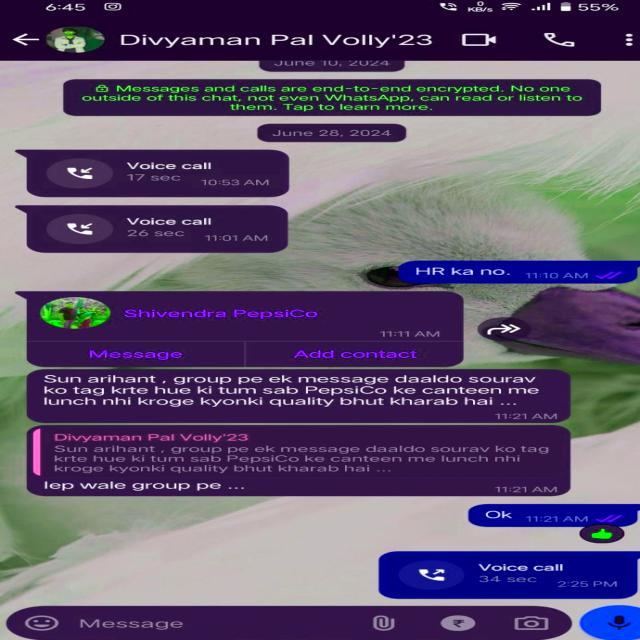 6:45
0 KB/s
55%
Divyaman Pal Volly'23
June 10, 2024
Messages and calls are end-to-end encrypted. No one
outside of this chat, not even WhatsApp, can read or listen to
them. Tap to learn more.
June 28, 2024
Voice call
17 sec
10:53 AM
Voice call
26 sec
11:01 AM
HR ka no.
11:10 AM
Shivendra PepsiCo
11:11 AM
Message
Add contact
Sun arihant , group pe ek message daaldo sourav
ko tag krte hue ki tum sab PepsiCo ke canteen me
lunch nhi kroge kyonki quality bhut kharab hai ...
11:21 AM
Divyaman Pal Volly'23
Sun arihant , group pe ek message daaldo sourav ko tag
krte hue ki tum sab PepsiCo ke canteen me lunch nhi
kroge kyonki quality bhut kharab hai ...
Iep wale group pe ...
11:21 AM
Ok
11:21 AM
Voice call
34 sec
2:25 PM
Message